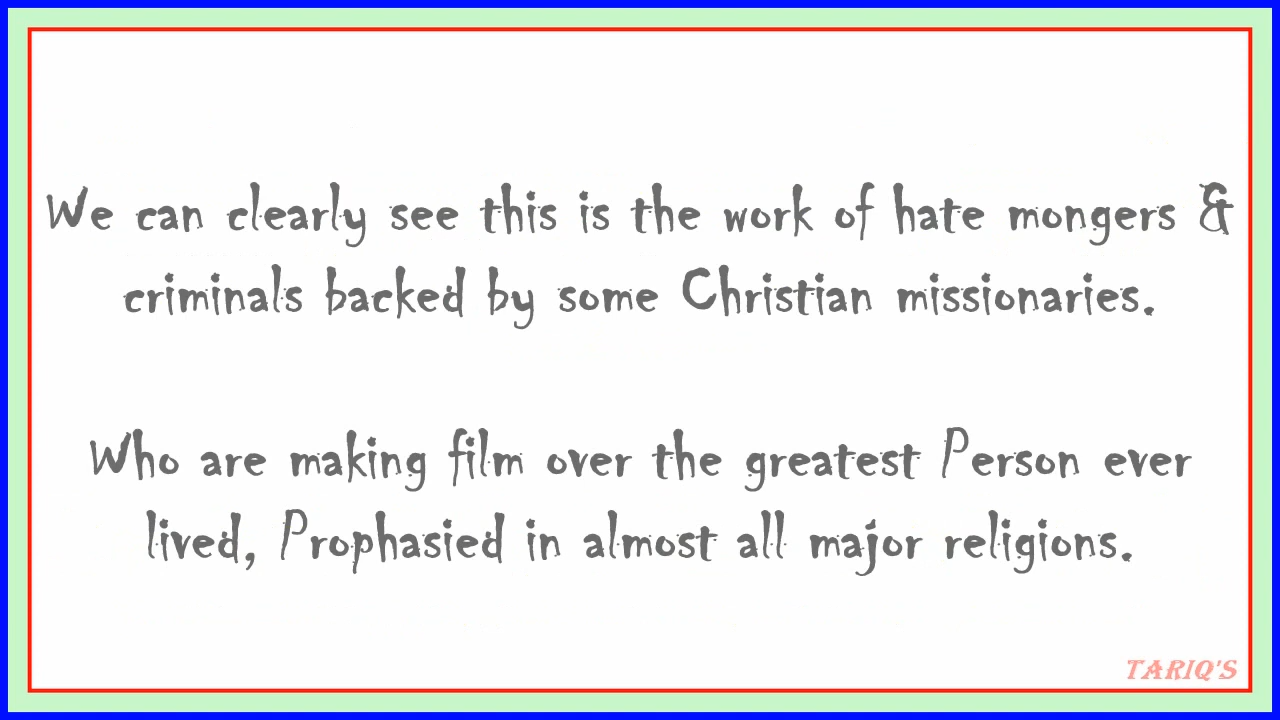 We can clearly see this is the work of hate mongers &
criminals backed by some Christian missionaries.
Who are making film over the greatest Person ever
lived, Prophasied in almost all major religions.
TARIQ'S